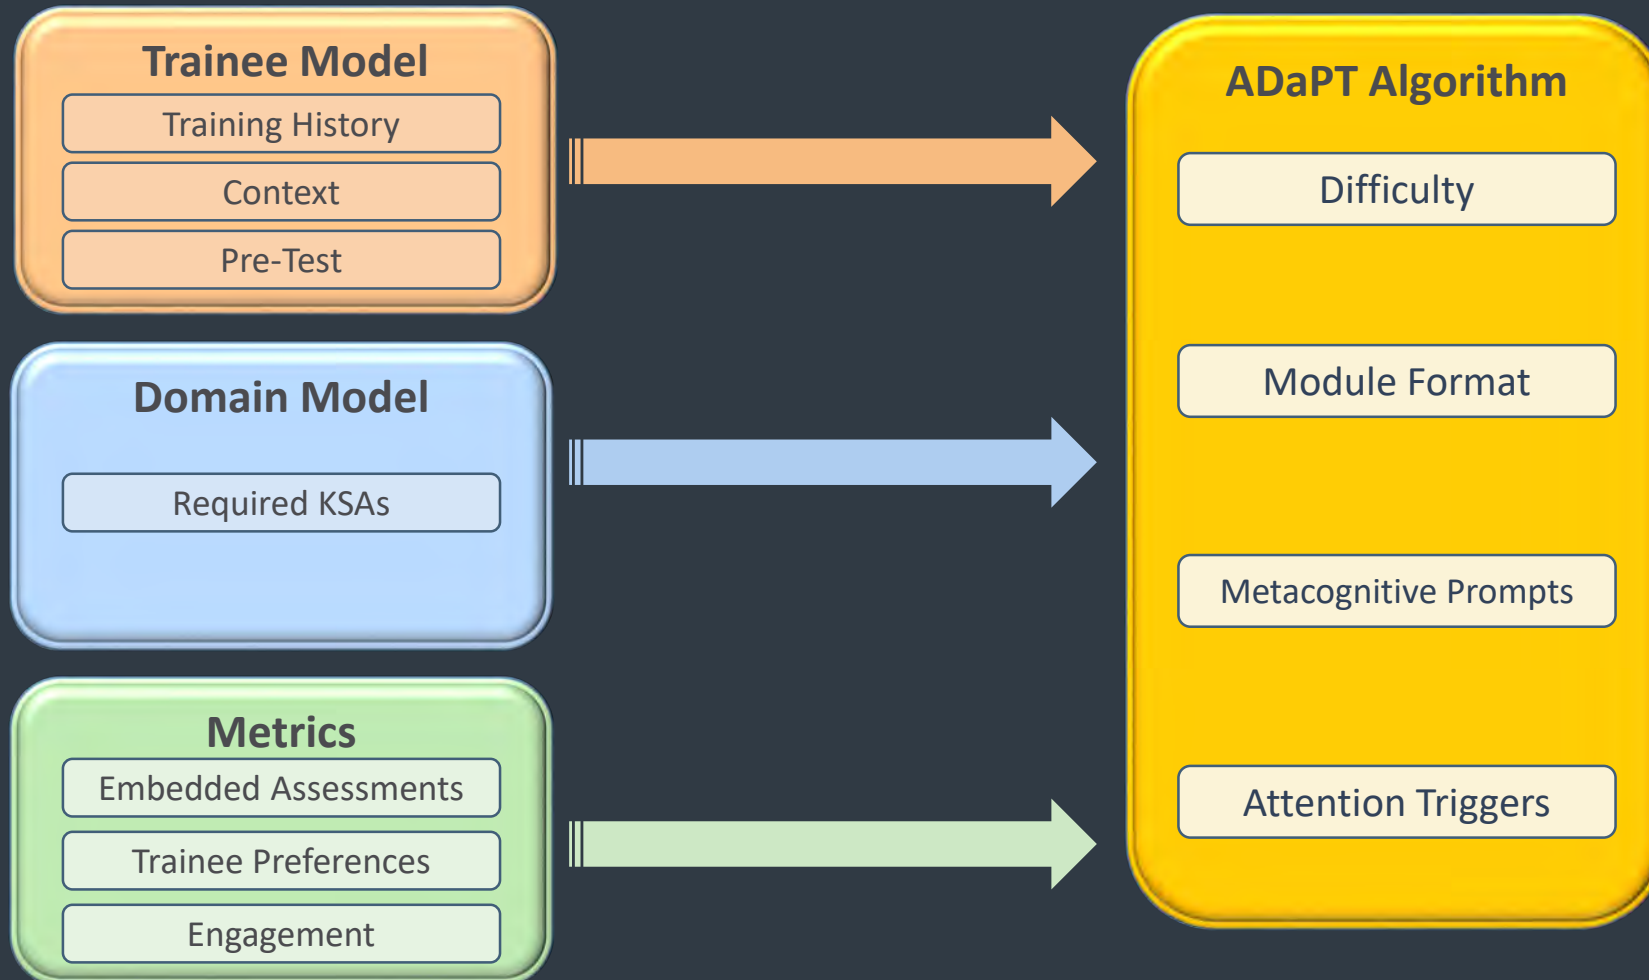 Trainee Model
Training History
Context
Pre-Test
Domain Model
Required KSAs
Metrics
Embedded Assessments
Trainee Preferences
Engagement
ADaPT Algorithm
Difficulty
Module Format
Metacognitive Prompts
Attention Triggers